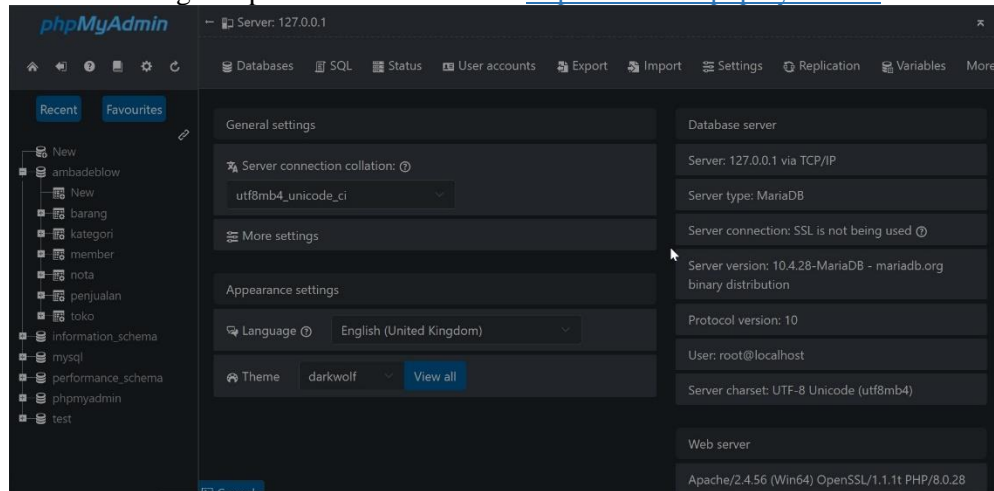 phpMyAdmin
Server: 127.0.0.1
Databases SQL Status User accounts Export Import Settings Replication Variables More
Recent Favourites
New
ambadeblow
New
barang
kategori
member
nota
penjualan
toko
information_schema
mysql
performance_schema
phpmyadmin
test
General settings
Server connection collation:
utf8mb4_unicode_ci
More settings
Appearance settings
Language English (United Kingdom)
Theme darkwolf View all
Database server
Server: 127.0.0.1 via TCP/IP
Server type: MariaDB
Server connection: SSL is not being used
Server version: 10.4.28-MariaDB - mariadb.org
binary distribution
Protocol version: 10
User: root@localhost
Server charset: UTF-8 Unicode (utf8mb4)
Web server
Apache/2.4.56 (Win64) OpenSSL/1.1.1t PHP/8.0.28